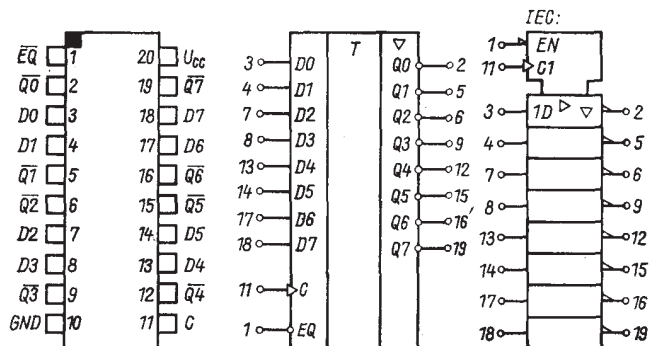 EQ 1 20 Ucc
Q0 2 19 Q7
D0 3 18 D7
D1 4 17 D6
Q1 5 16 Q6
Q2 6 15 Q5
D2 7 14 D5
D3 8 13 D4
Q3 9 12 Q4
GND 10 11 C
T
3 D0 Q0 2
4 D1 Q1 5
7 D2 Q2 6
8 D3 Q3 9
13 D4 Q4 12
14 D5 Q5 15
17 D6 Q6 16
18 D7 Q7 19
11 C
1 EQ
IEC:
1 EN
11 C1
3 1D 2
4 5
7 6
8 9
13 12
14 15
17 16
18 19